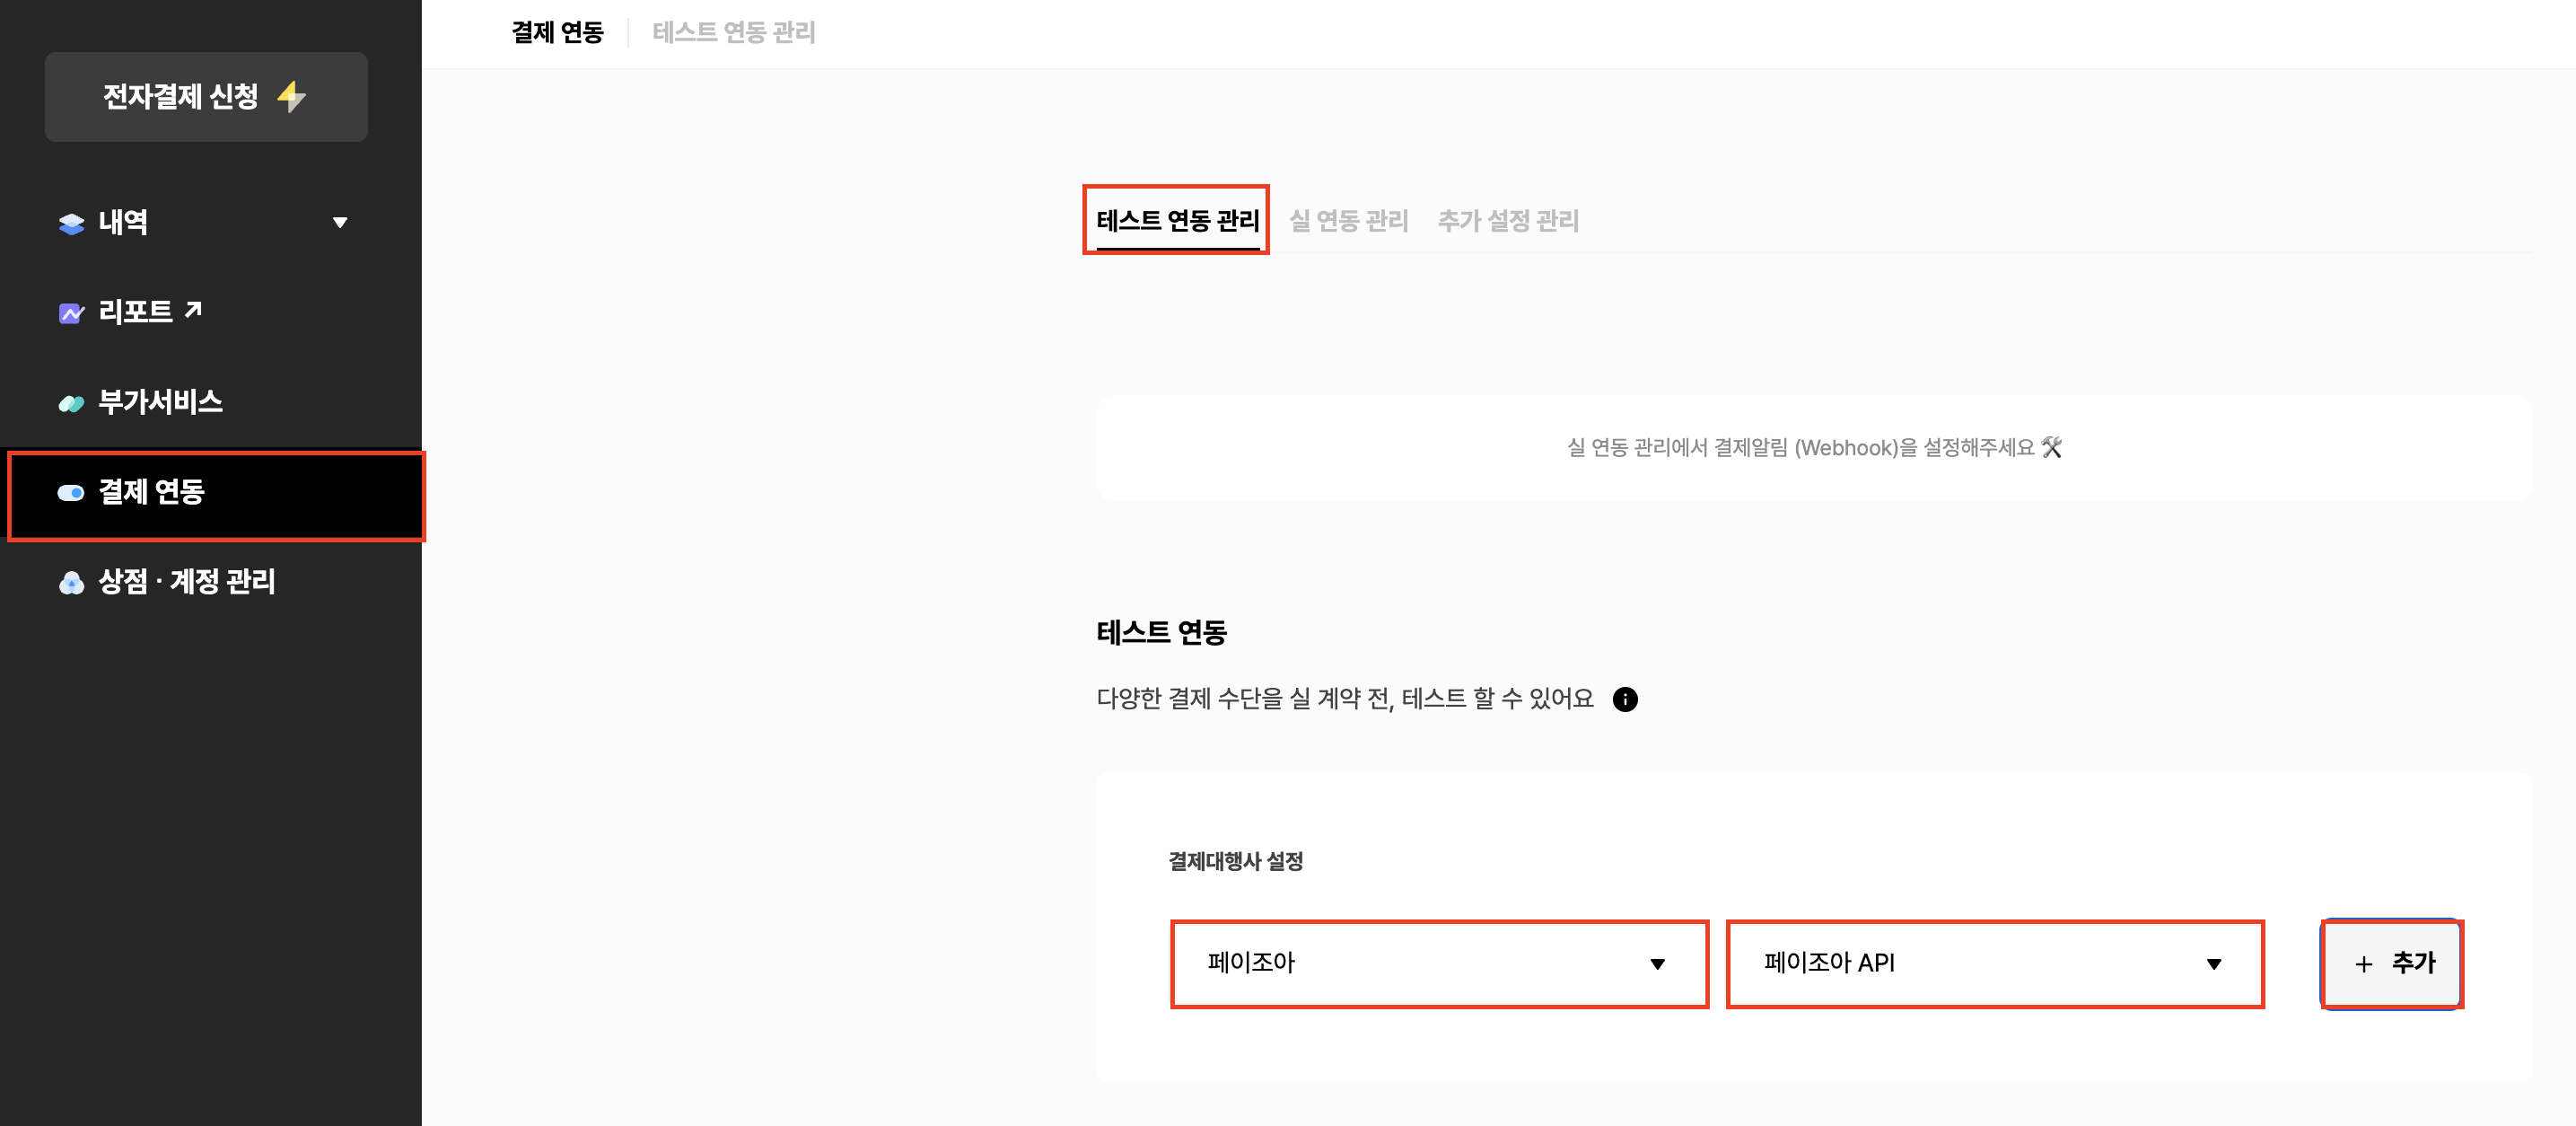 전자결제 신청
내역
리포트
부가서비스
결제 연동
상점 · 계정 관리
결제 연동
테스트 연동 관리
테스트 연동 관리
실 연동 관리
추가 설정 관리
실 연동 관리에서 결제알림 (Webhook)을 설정해주세요
테스트 연동
다양한 결제 수단을 실 계약 전, 테스트 할 수 있어요
결제대행사 설정
페이조아
페이조아 API
+ 추가